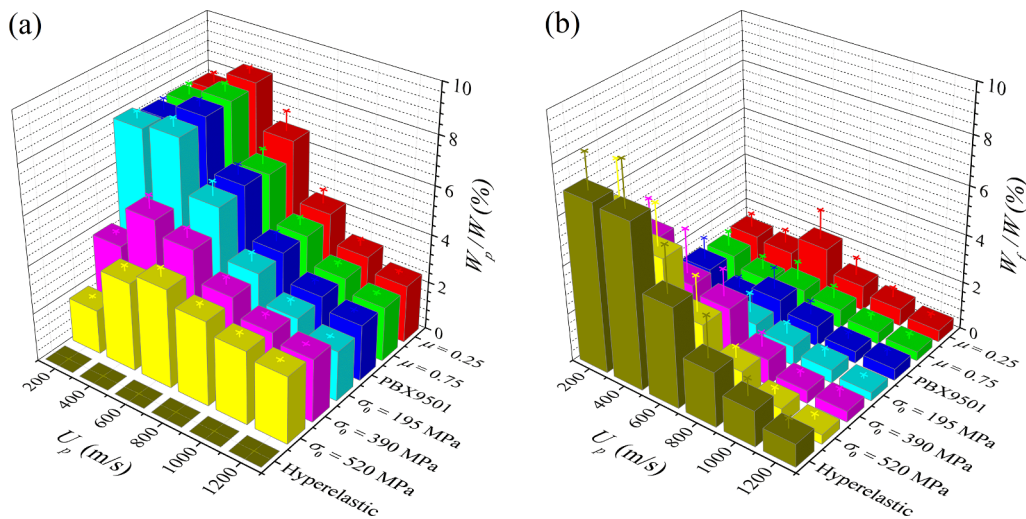 (a)
10
8
6
4
2
0
W_p / W (%)
200
400
600
800
1000
1200
U_p (m/s)
μ = 0.25
μ = 0.75
PBX9501
σ_0 = 195 MPa
σ_0 = 390 MPa
σ_0 = 520 MPa
Hyperelastic
(b)
10
8
6
4
2
0
W_f / W (%)
200
400
600
800
1000
1200
U_p (m/s)
μ = 0.25
μ = 0.75
PBX9501
σ_0 = 195 MPa
σ_0 = 390 MPa
σ_0 = 520 MPa
Hyperelastic